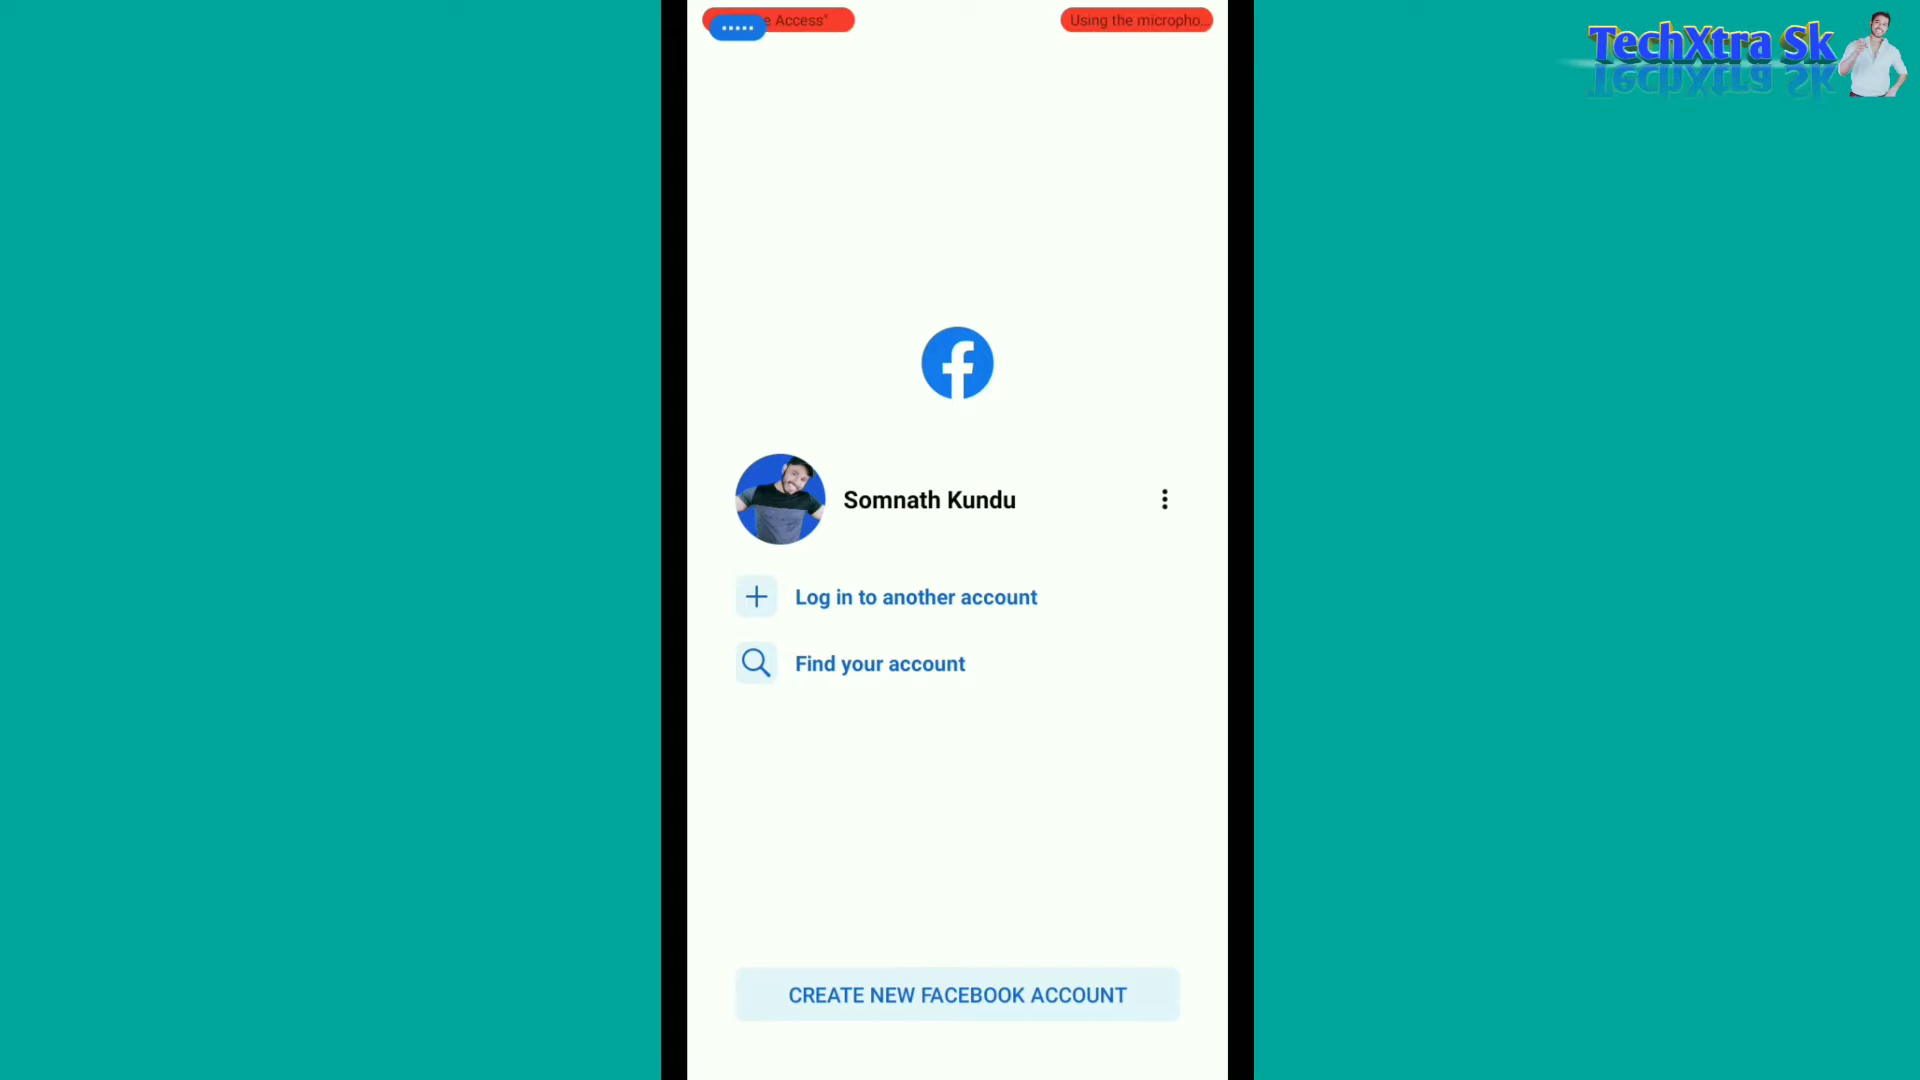 e Access"
Using the micropho...
TechXtra Sk
Somnath Kundu
Log in to another account
Find your account
CREATE NEW FACEBOOK ACCOUNT